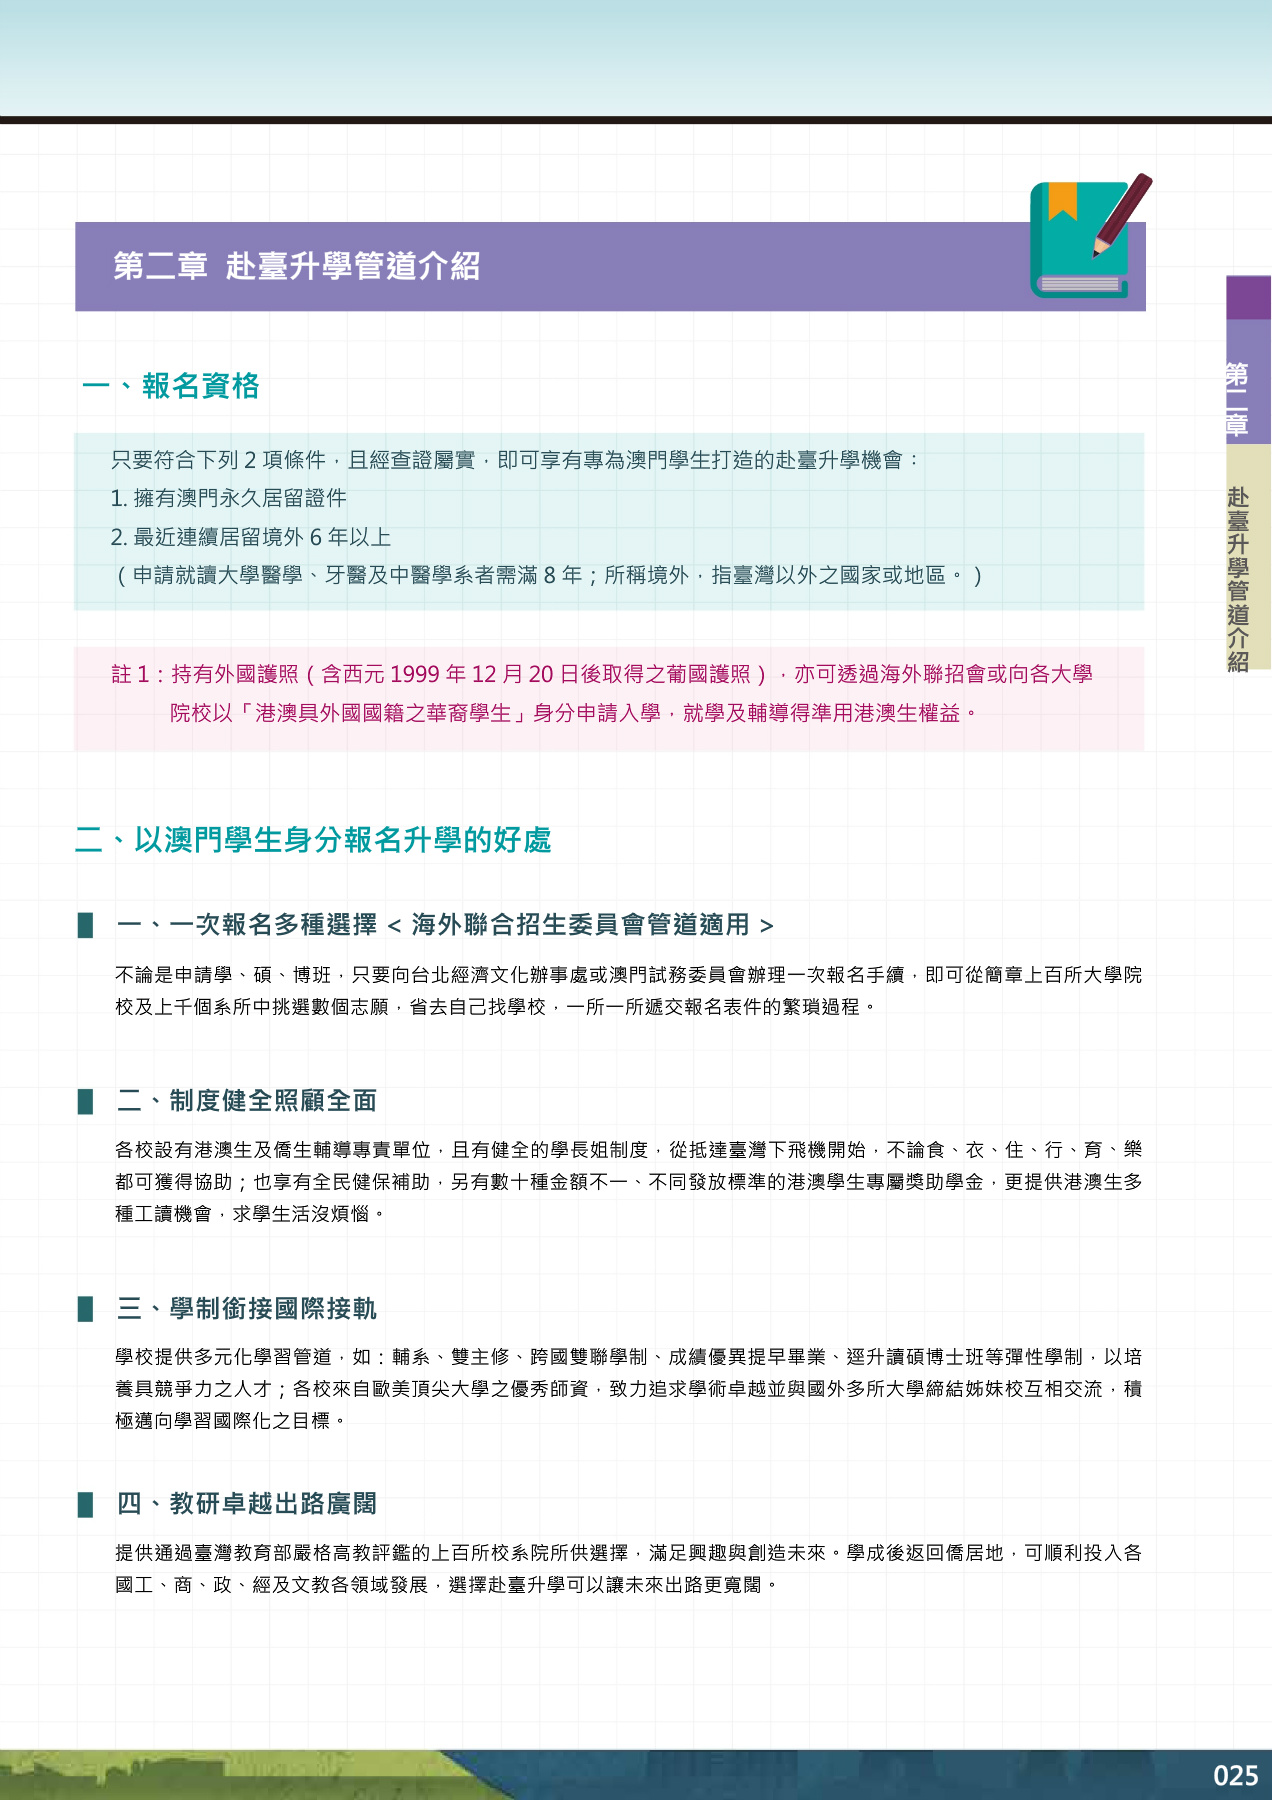 第二章 赴臺升學管道介紹
一、報名資格
只要符合下列 2 項條件，且經查證屬實，即可享有專為澳門學生打造的赴臺升學機會：
1. 擁有澳門永久居留證件
2. 最近連續居留境外 6 年以上
（申請就讀大學醫學、牙醫及中醫學系者需滿 8 年；所稱境外，指臺灣以外之國家或地區。）
註 1：持有外國護照（含西元 1999 年 12 月 20 日後取得之葡國護照），亦可透過海外聯招會或向各大學
院校以「港澳具外國國籍之華裔學生」身分申請入學，就學及輔導得準用港澳生權益。
二、以澳門學生身分報名升學的好處
一、一次報名多種選擇 < 海外聯合招生委員會管道適用 >
不論是申請學、碩、博班，只要向台北經濟文化辦事處或澳門試務委員會辦理一次報名手續，即可從簡章上百所大學院
校及上千個系所中挑選數個志願，省去自己找學校，一所一所遞交報名表件的繁瑣過程。
二、制度健全照顧全面
各校設有港澳生及僑生輔導專責單位，且有健全的學長姐制度，從抵達臺灣下飛機開始，不論食、衣、住、行、育、樂
都可獲得協助；也享有全民健保補助，另有數十種金額不一、不同發放標準的港澳學生專屬獎助學金，更提供港澳生多
種工讀機會，求學生活沒煩惱。
三、學制銜接國際接軌
學校提供多元化學習管道，如：輔系、雙主修、跨國雙聯學制、成績優異提早畢業、逕升讀碩博士班等彈性學制，以培
養具競爭力之人才；各校來自歐美頂尖大學之優秀師資，致力追求學術卓越並與國外多所大學締結姊妹校互相交流，積
極邁向學習國際化之目標。
四、教研卓越出路廣闊
提供通過臺灣教育部嚴格高教評鑑的上百所校系院所供選擇，滿足興趣與創造未來。學成後返回僑居地，可順利投入各
國工、商、政、經及文教各領域發展，選擇赴臺升學可以讓未來出路更寬闊。
第二章
赴臺升學管道介紹
025